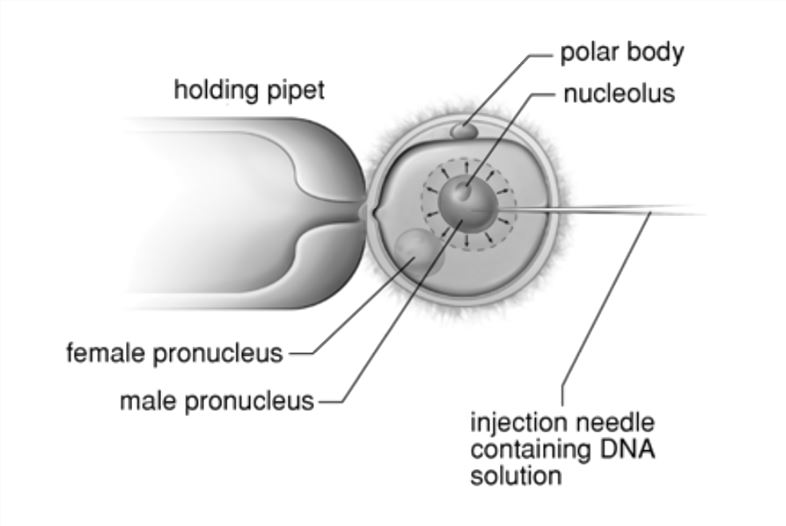 polar body
holding pipet
nucleolus
female pronucleus
male pronucleus
injection needle
containing DNA
solution